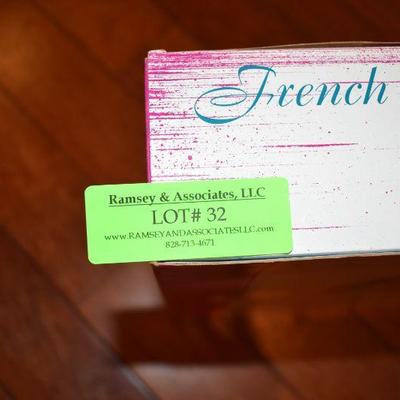 French
Ramsey & Associates, LLC
LOT# 32
www.RAMSEYANDASSOCIATESLLC.com
828-713-4671